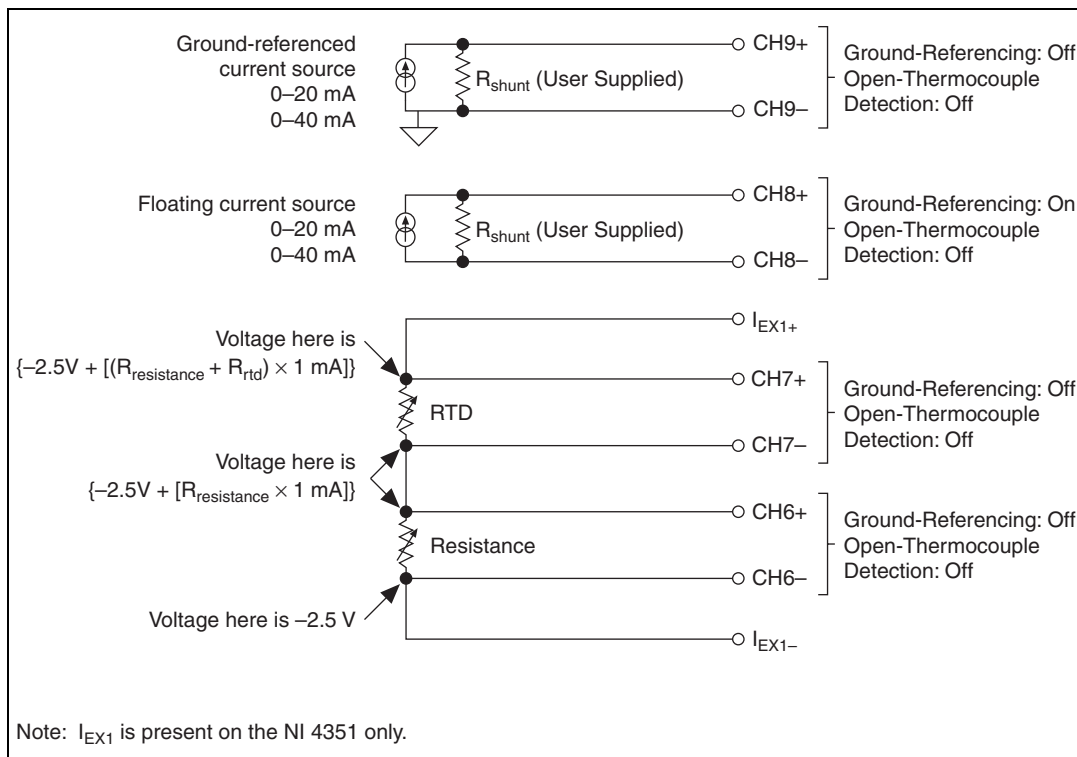 Ground-referenced
current source
0–20 mA
0–40 mA
R_shunt (User Supplied)
CH9+
CH9–
Ground-Referencing: Off
Open-Thermocouple
Detection: Off
Floating current source
0–20 mA
0–40 mA
R_shunt (User Supplied)
CH8+
CH8–
Ground-Referencing: On
Open-Thermocouple
Detection: Off
I_EX1+
Voltage here is
{–2.5V + [(R_resistance + R_rtd) × 1 mA]}
RTD
CH7+
CH7–
Ground-Referencing: Off
Open-Thermocouple
Detection: Off
Voltage here is
{–2.5V + [R_resistance × 1 mA]}
Resistance
CH6+
CH6–
Ground-Referencing: Off
Open-Thermocouple
Detection: Off
Voltage here is –2.5 V
I_EX1–
Note: I_EX1 is present on the NI 4351 only.